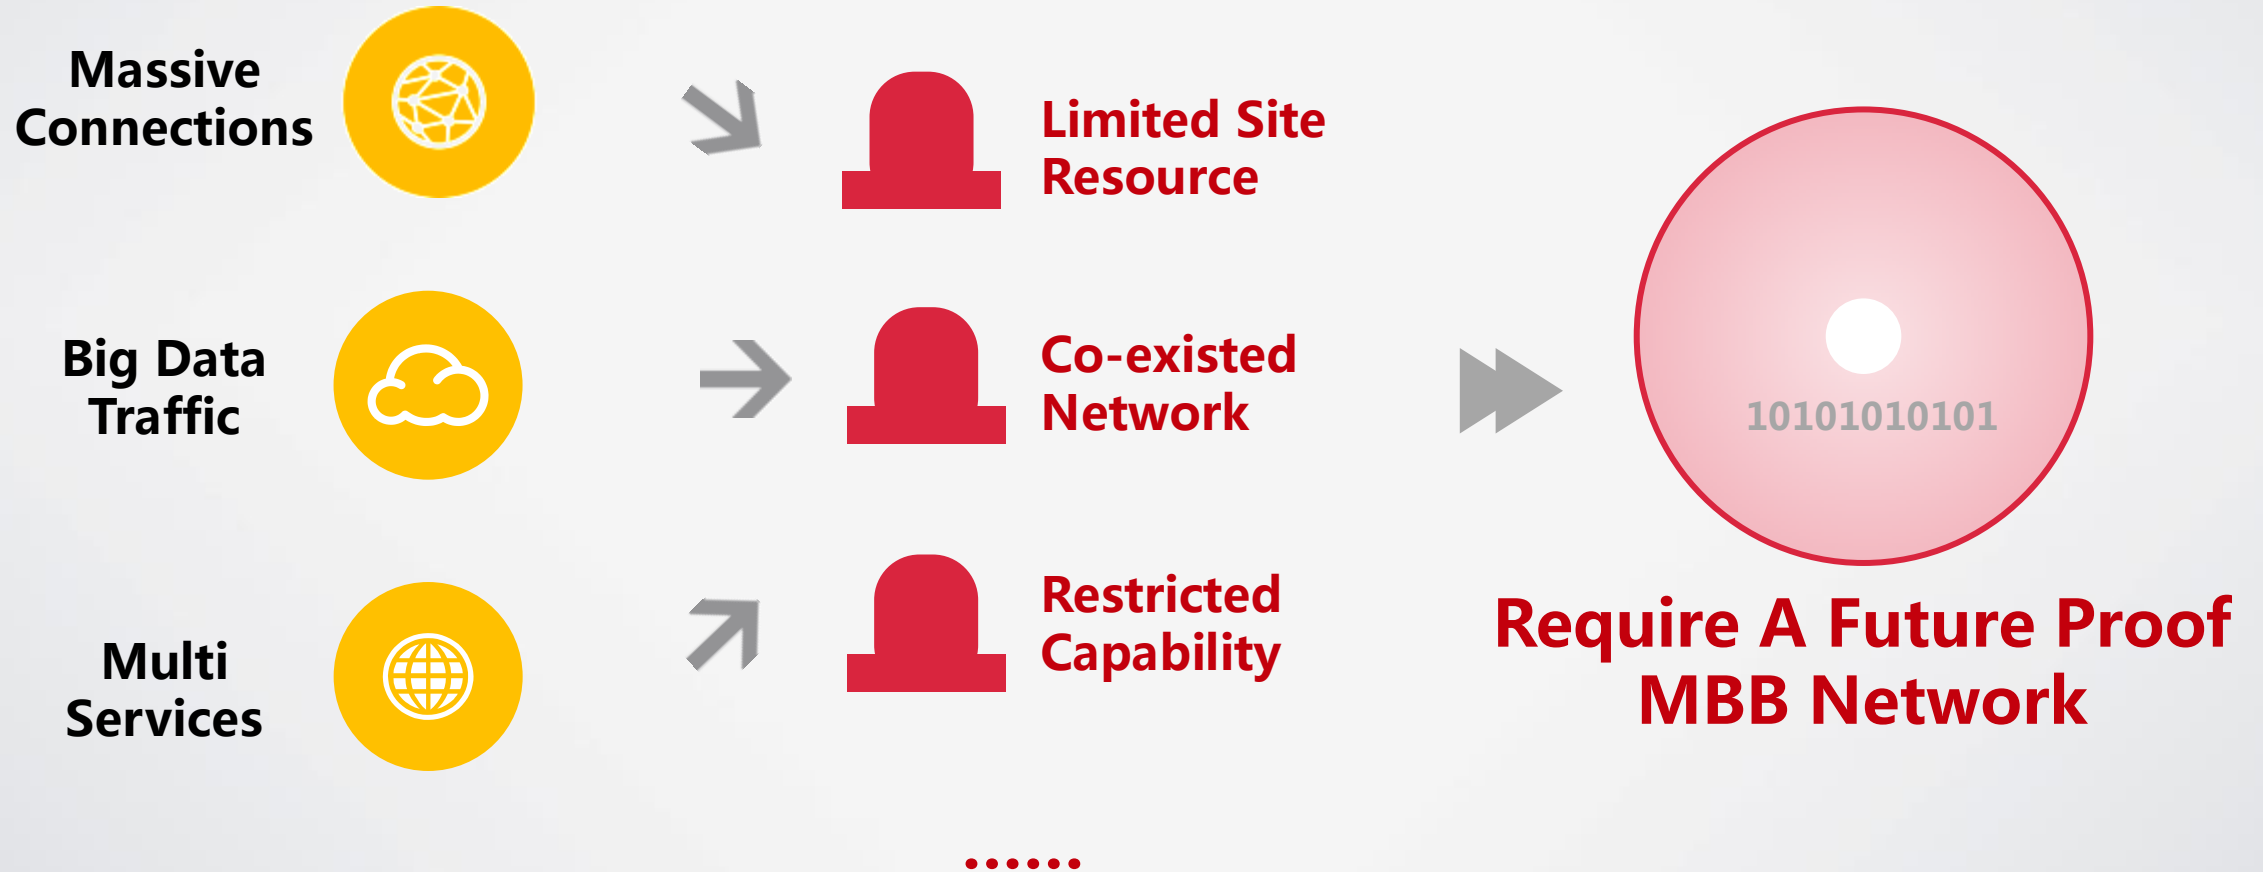 Massive
Connections
Limited Site
Resource
Big Data
Traffic
Co-existed
Network
10101010101
Multi
Services
Restricted
Capability
Require A Future Proof
MBB Network
......